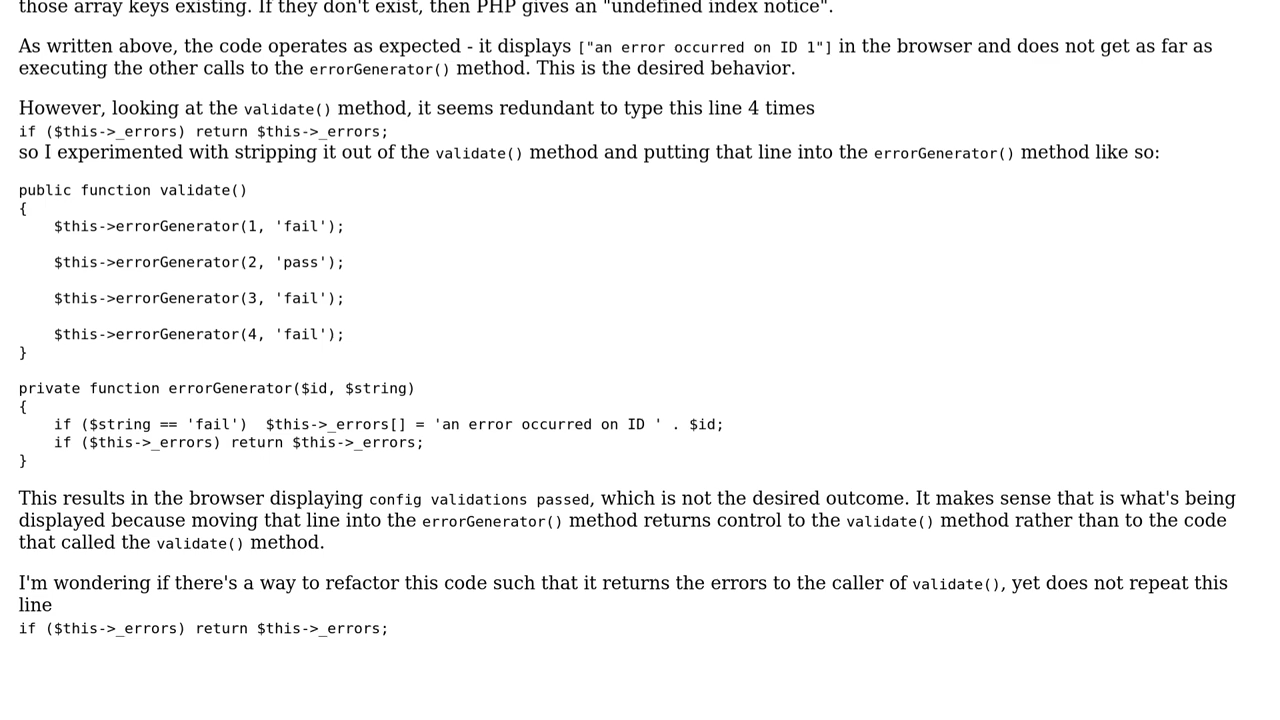 those array keys existing. If they don't exist, then PHP gives an "undefined index notice".
As written above, the code operates as expected - it displays ["an error occurred on ID 1"] in the browser and does not get as far as
executing the other calls to the errorGenerator() method. This is the desired behavior.
However, looking at the validate() method, it seems redundant to type this line 4 times
if ($this->_errors) return $this->_errors;
so I experimented with stripping it out of the validate() method and putting that line into the errorGenerator() method like so:
public function validate()
{
    $this->errorGenerator(1, 'fail');
    $this->errorGenerator(2, 'pass');
    $this->errorGenerator(3, 'fail');
    $this->errorGenerator(4, 'fail');
}
private function errorGenerator($id, $string)
{
    if ($string == 'fail')  $this->_errors[] = 'an error occurred on ID ' . $id;
    if ($this->_errors) return $this->_errors;
}
This results in the browser displaying config validations passed, which is not the desired outcome. It makes sense that is what's being
displayed because moving that line into the errorGenerator() method returns control to the validate() method rather than to the code
that called the validate() method.
I'm wondering if there's a way to refactor this code such that it returns the errors to the caller of validate(), yet does not repeat this
line
if ($this->_errors) return $this->_errors;